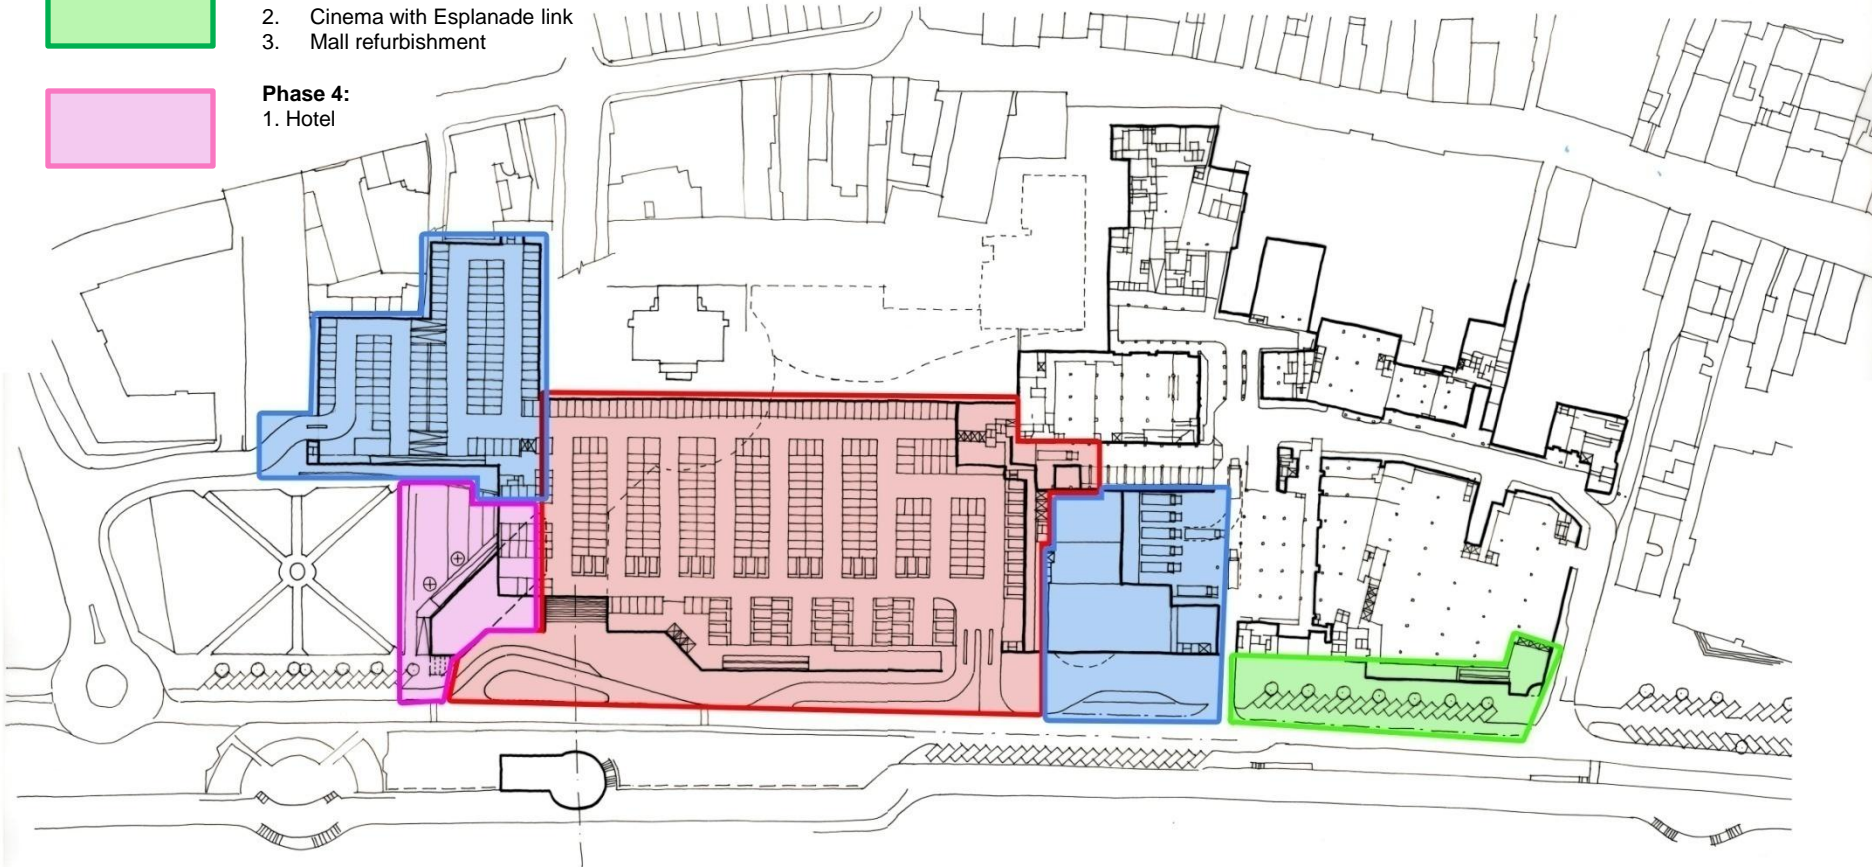 2. Cinema with Esplanade link
3. Mall refurbishment
Phase 4:
1. Hotel